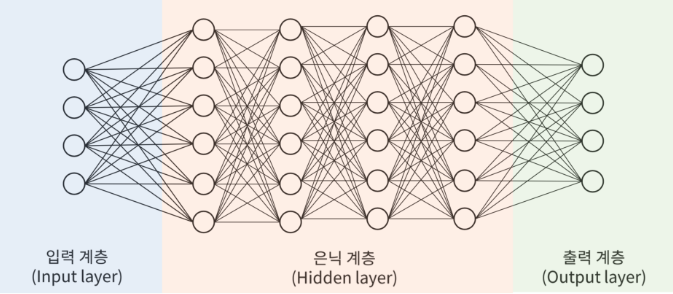 입력 계층
(Input layer)
은닉 계층
(Hidden layer)
출력 계층
(Output layer)